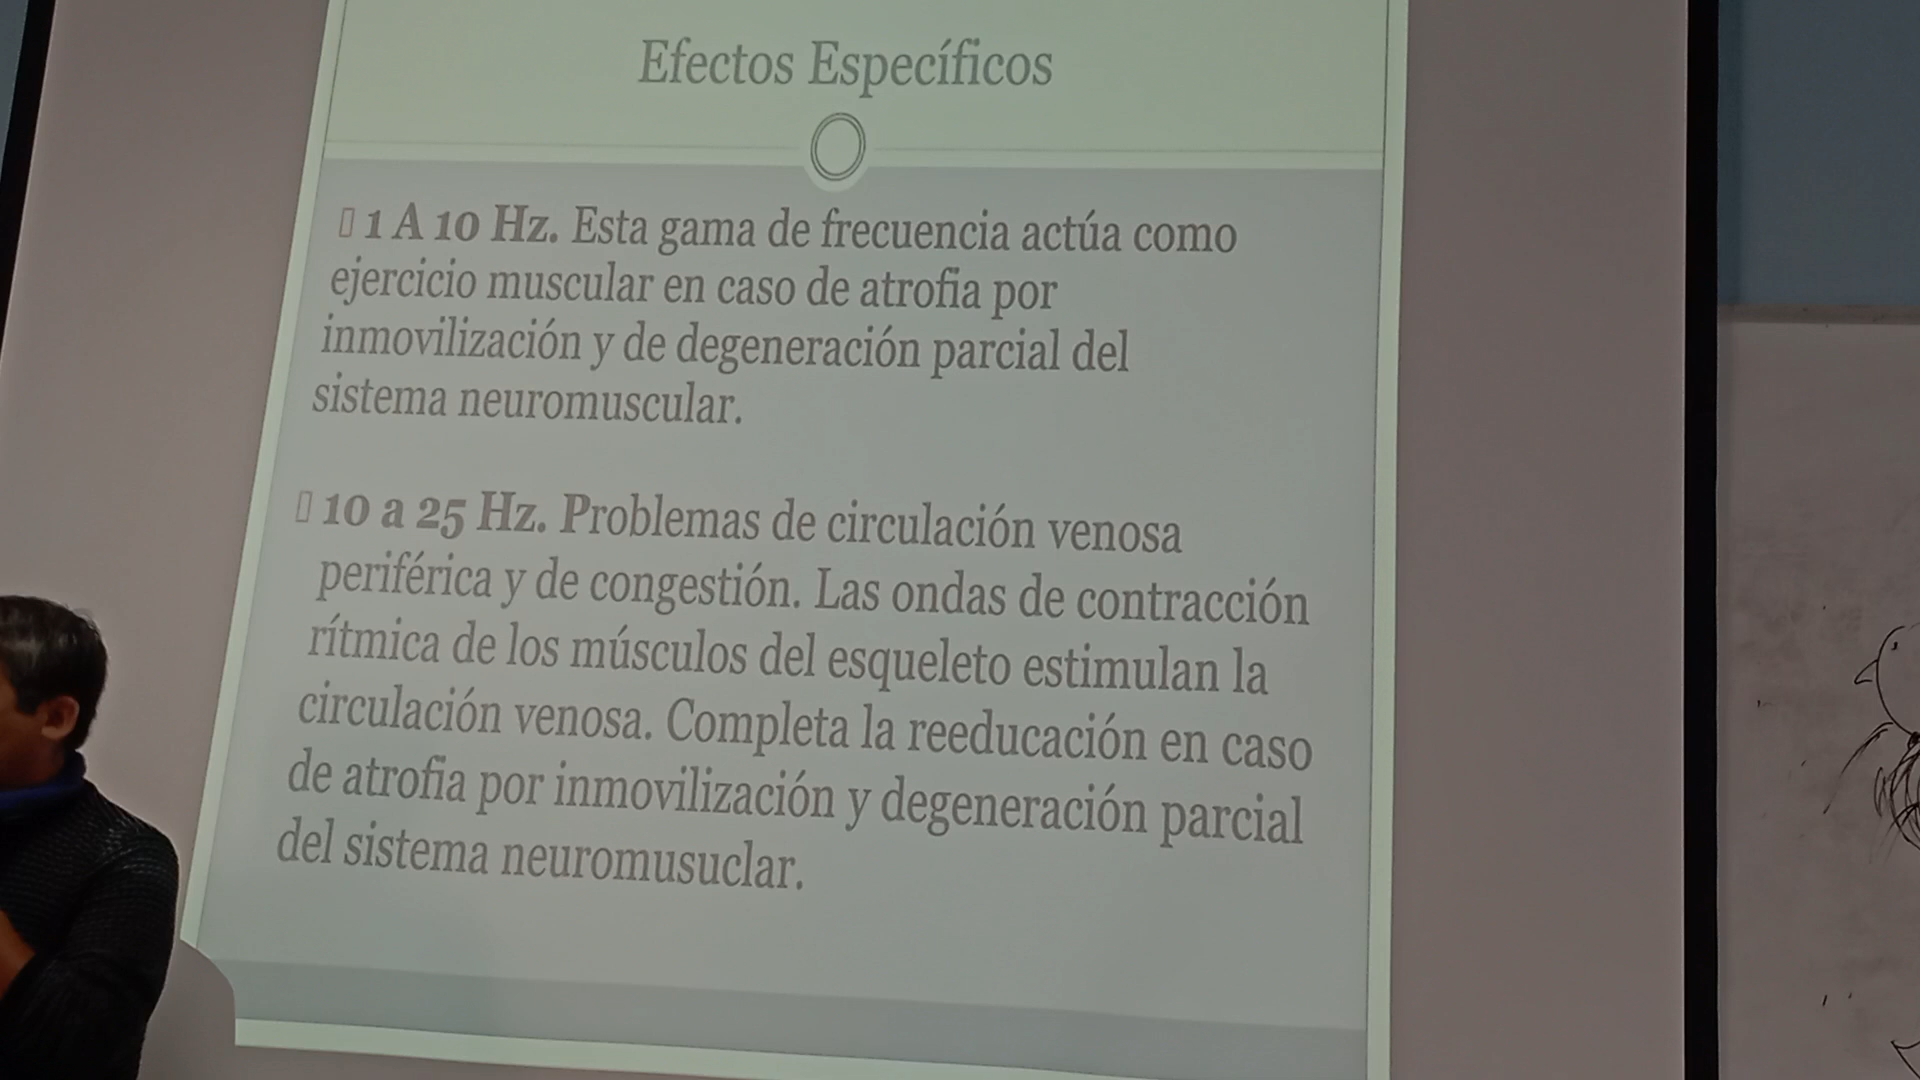 Efectos Específicos
1 A 10 Hz. Esta gama de frecuencia actúa como
ejercicio muscular en caso de atrofia por
inmovilización y de degeneración parcial del
sistema neuromuscular.
10 a 25 Hz. Problemas de circulación venosa
periférica y de congestión. Las ondas de contracción
rítmica de los músculos del esqueleto estimulan la
circulación venosa. Completa la reeducación en caso
de atrofia por inmovilización y degeneración parcial
del sistema neuromusuclar.